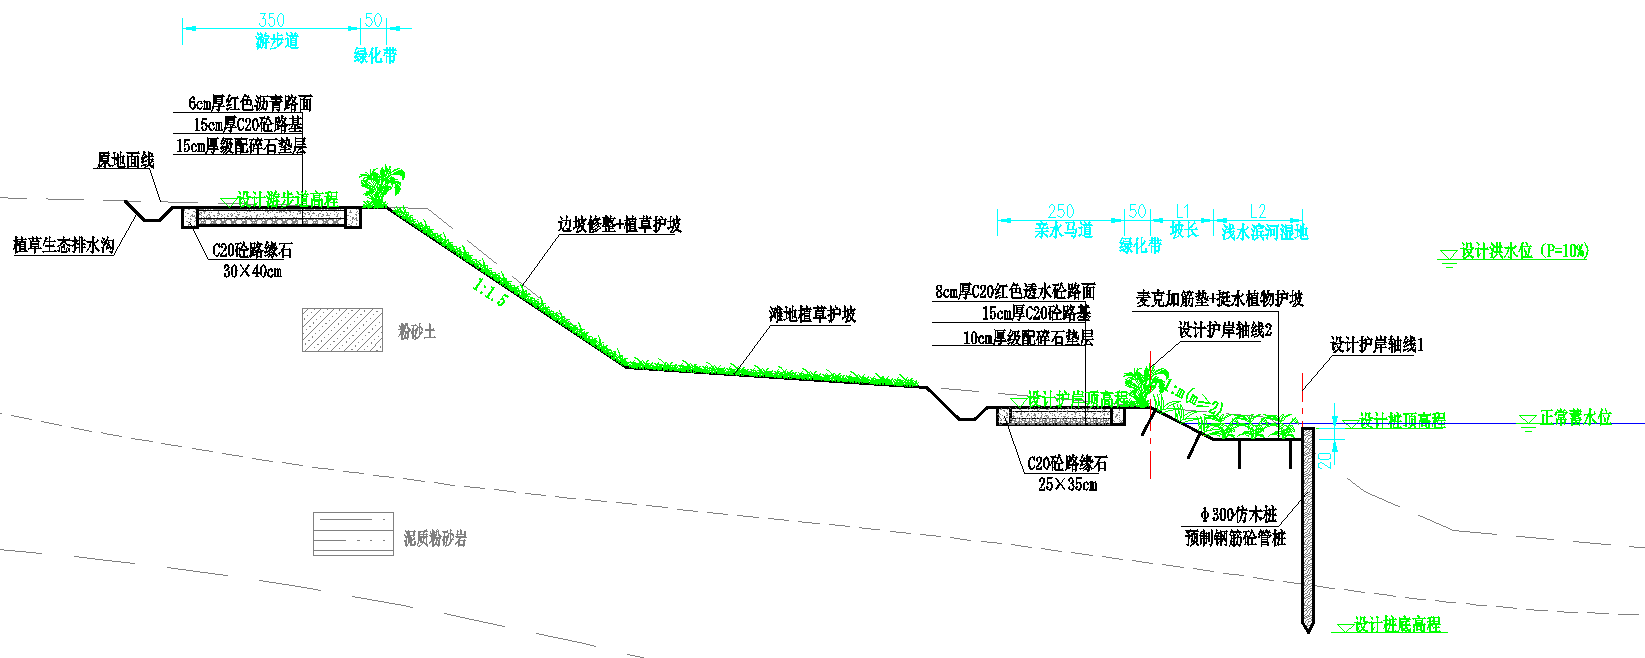 350
50
游步道
绿化带
6cm厚红色沥青路面
15cm厚C20砼路基
15cm厚级配碎石垫层
原地面线
设计游步道高程
植草生态排水沟
C20砼路缘石
30×40cm
边坡修整+植草护坡
1:1.5
粉砂土
滩地植草护坡
250
50
L1
L2
亲水马道
绿化带
坡长
浅水滨河湿地
设计洪水位 (P=10%)
8cm厚C20红色透水砼路面
15cm厚C20砼路基
10cm厚级配碎石垫层
麦克加筋垫+挺水植物护坡
设计护岸轴线2
设计护岸轴线1
设计护岸顶高程
1:m(m≥2)
设计桩顶高程
正常蓄水位
20
C20砼路缘石
25×35cm
泥质粉砂岩
φ300仿木桩
预制钢筋砼管桩
设计桩底高程